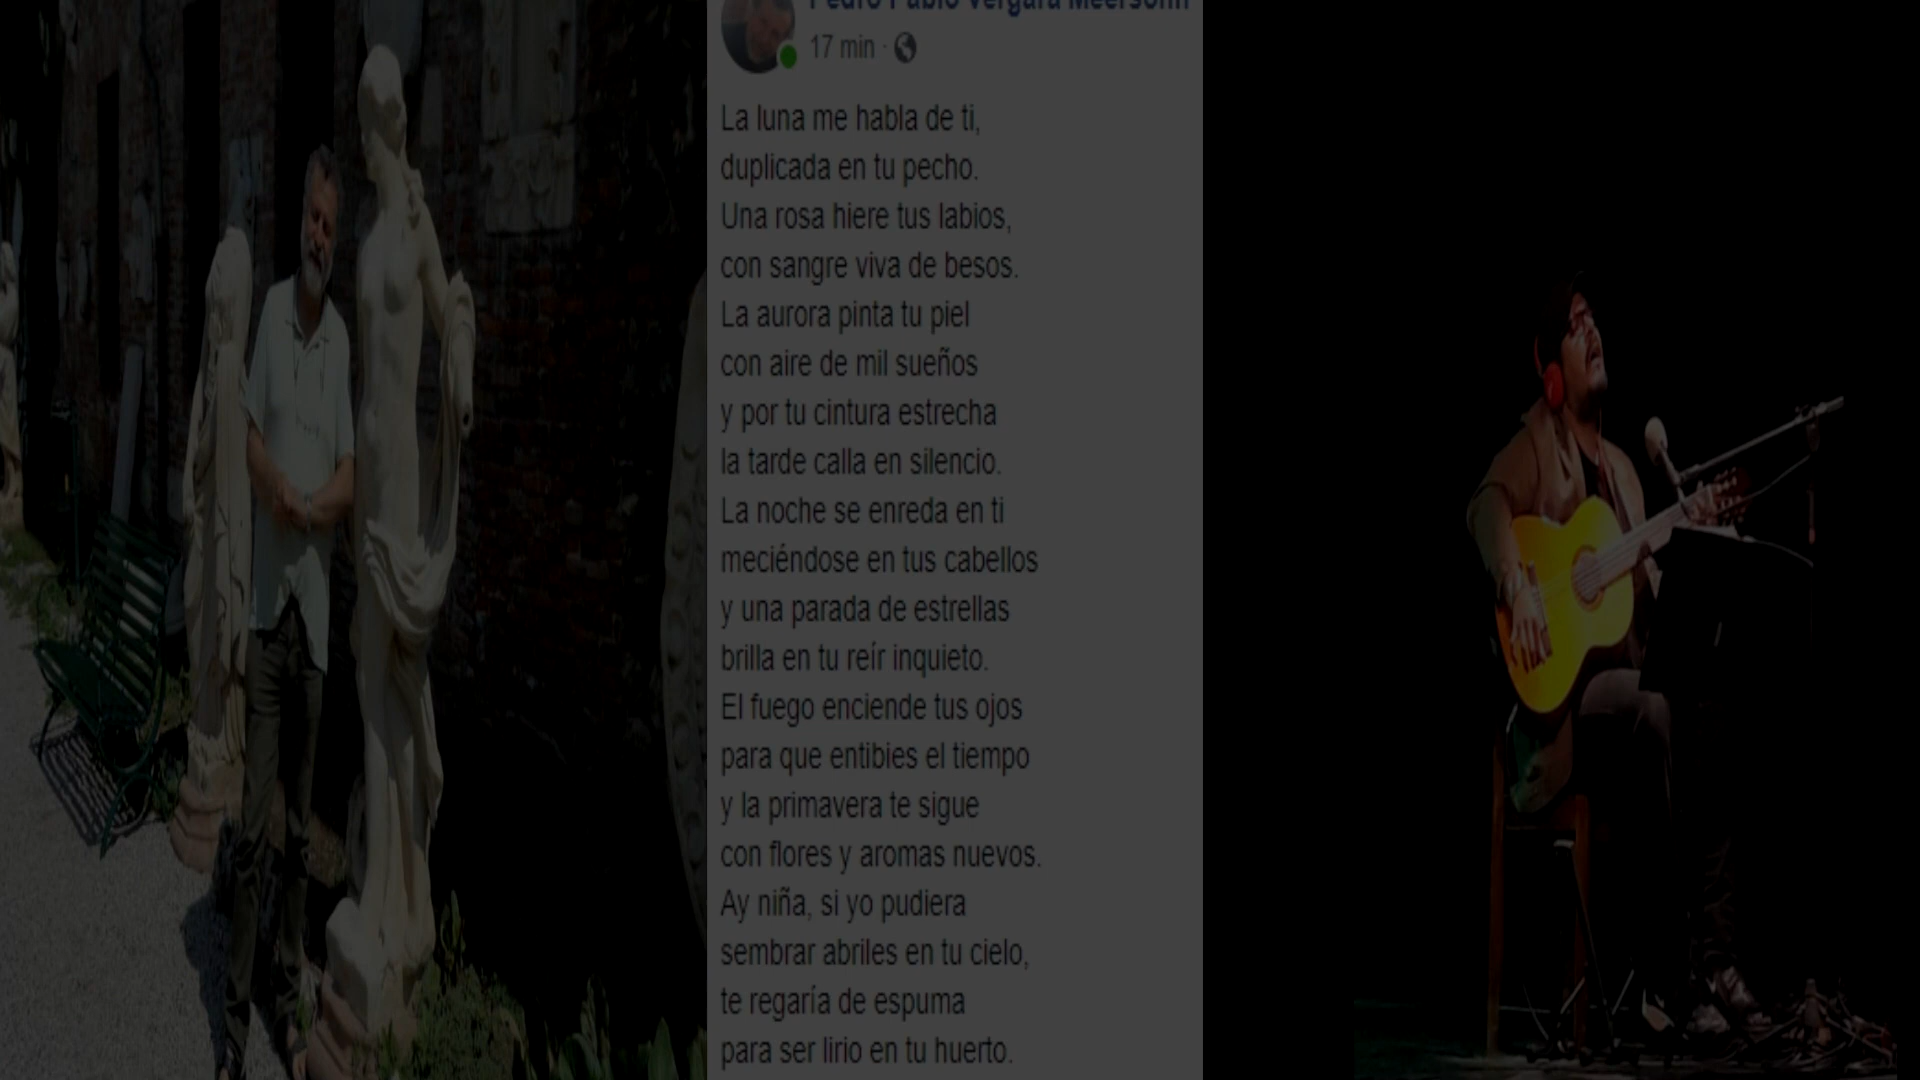 Pedro Pablo Vergara Meersohn
17 min ·
La luna me habla de ti,
duplicada en tu pecho.
Una rosa hiere tus labios,
con sangre viva de besos.
La aurora pinta tu piel
con aire de mil sueños
y por tu cintura estrecha
la tarde calla en silencio.
La noche se enreda en ti
meciéndose en tus cabellos
y una parada de estrellas
brilla en tu reír inquieto.
El fuego enciende tus ojos
para que entibies el tiempo
y la primavera te sigue
con flores y aromas nuevos.
Ay niña, si yo pudiera
sembrar abriles en tu cielo,
te regaría de espuma
para ser lirio en tu huerto.